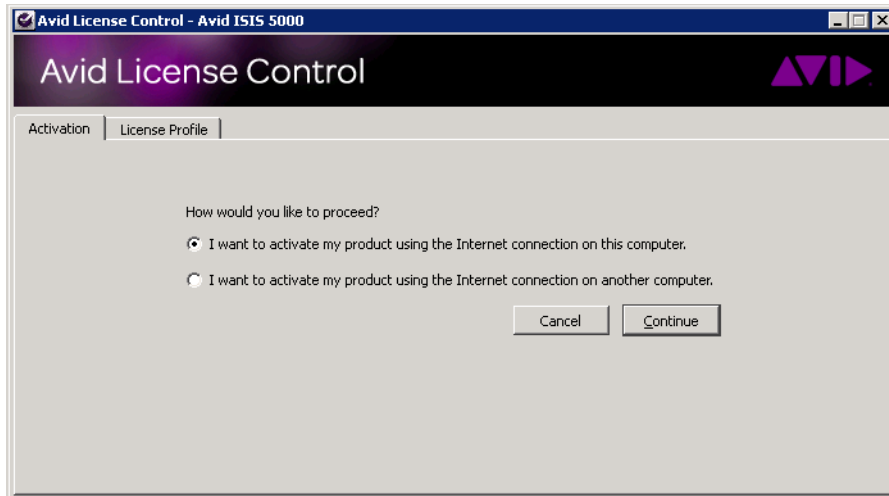 Avid License Control - Avid ISIS 5000
Avid License Control
AVID
Activation
License Profile
How would you like to proceed?
I want to activate my product using the Internet connection on this computer.
I want to activate my product using the Internet connection on another computer.
Cancel
Continue